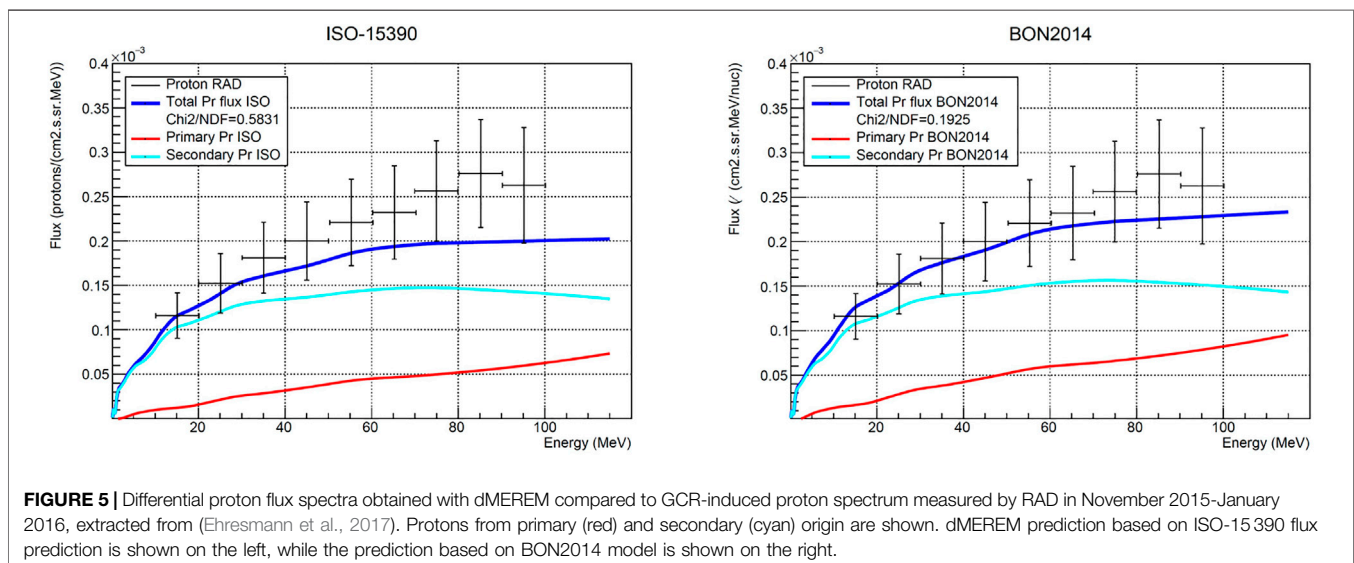 ISO-15390
×10⁻³
Flux (protons/(cm2.s.sr.MeV))
0.4
0.35
0.3
0.25
0.2
0.15
0.1
0.05
Proton RAD
Total Pr flux ISO
Chi2/NDF=0.5831
Primary Pr ISO
Secondary Pr ISO
20 40 60 80 100
Energy (MeV)
BON2014
×10⁻³
Flux (/ (cm2.s.sr.MeV/nuc))
0.4
0.35
0.3
0.25
0.2
0.15
0.1
0.05
Proton RAD
Total Pr flux BON2014
Chi2/NDF=0.1925
Primary Pr BON2014
Secondary Pr BON2014
20 40 60 80 100
Energy (MeV)
FIGURE 5 | Differential proton flux spectra obtained with dMEREM compared to GCR-induced proton spectrum measured by RAD in November 2015-January
2016, extracted from (Ehresmann et al., 2017). Protons from primary (red) and secondary (cyan) origin are shown. dMEREM prediction based on ISO-15 390 flux
prediction is shown on the left, while the prediction based on BON2014 model is shown on the right.